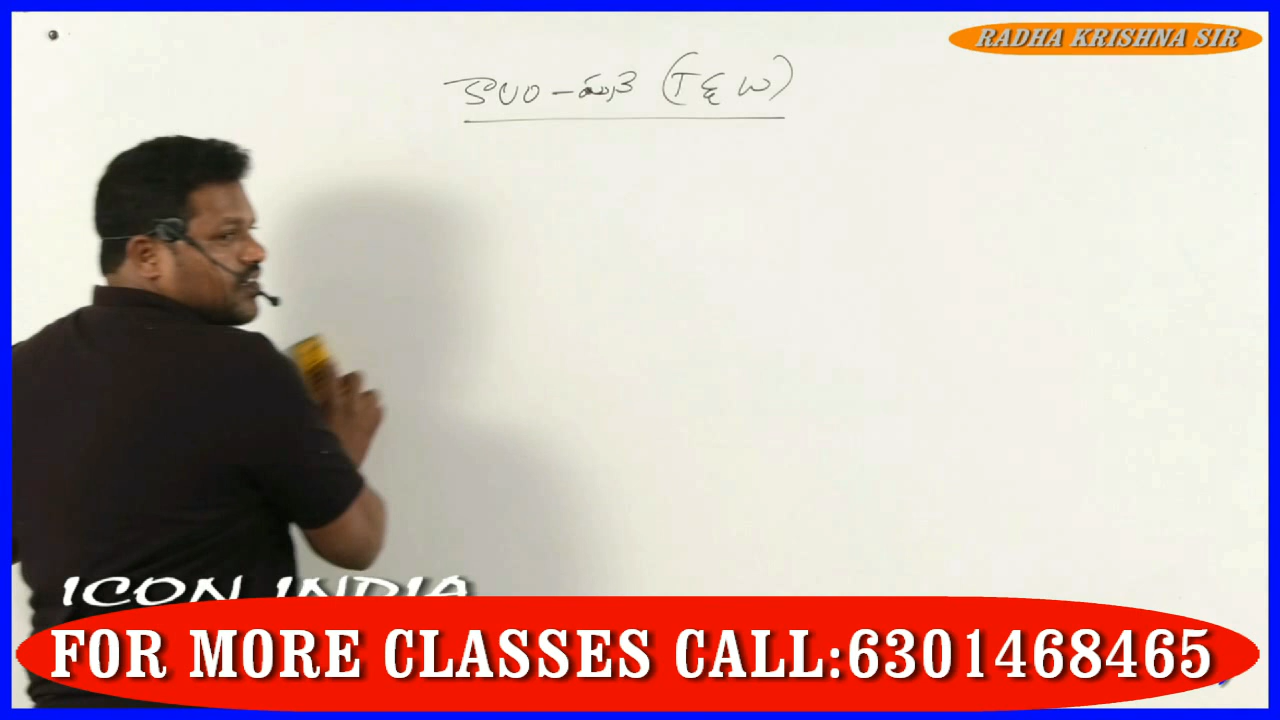 RADHA KRISHNA SIR
కాలం - పని (T & W)
ICON INDIA
FOR MORE CLASSES CALL:6301468465